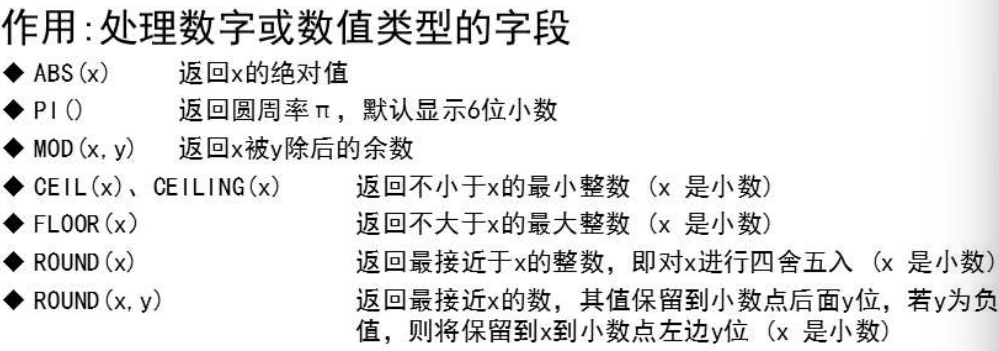 作用:处理数字或数值类型的字段
◆ ABS(x) 返回x的绝对值
◆ PI() 返回圆周率π，默认显示6位小数
◆ MOD(x,y) 返回x被y除后的余数
◆ CEIL(x)、CEILING(x) 返回不小于x的最小整数 (x 是小数)
◆ FLOOR(x) 返回不大于x的最大整数 (x 是小数)
◆ ROUND(x) 返回最接近于x的整数，即对x进行四舍五入 (x 是小数)
◆ ROUND(x,y) 返回最接近x的数，其值保留到小数点后面y位，若y为负
值，则将保留到x到小数点左边y位 (x 是小数)